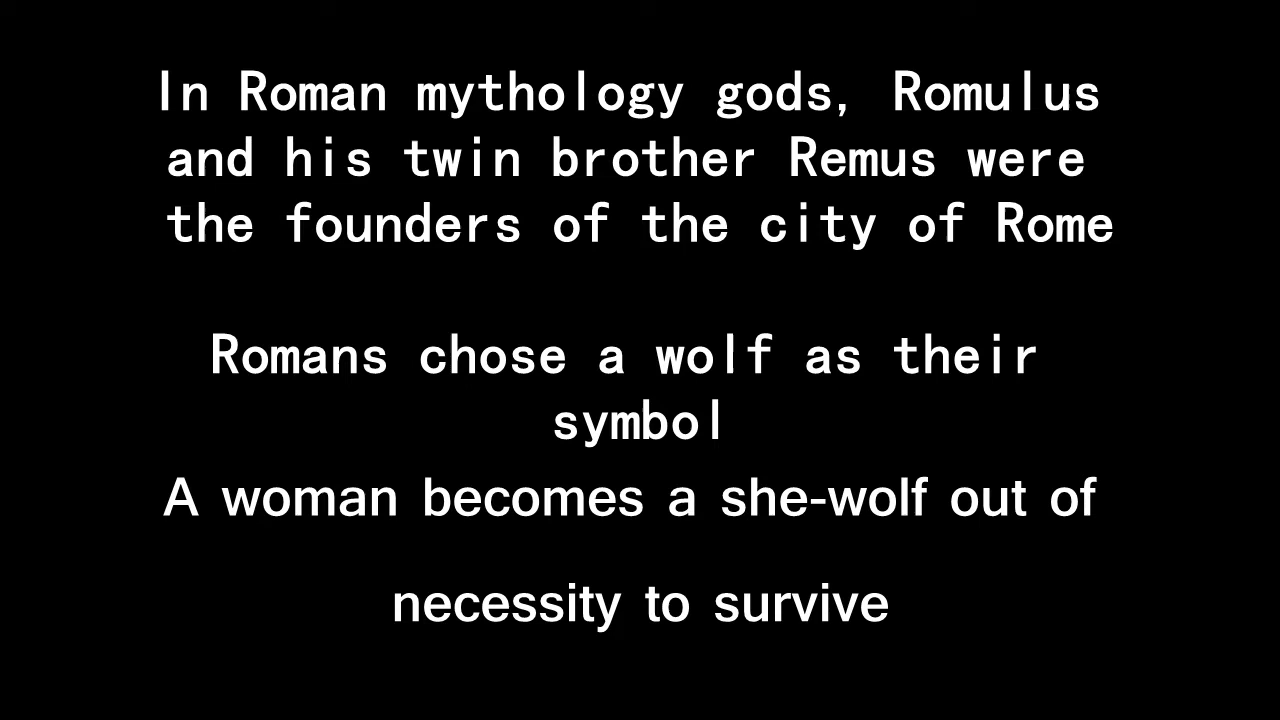 In Roman mythology gods, Romulus
and his twin brother Remus were
the founders of the city of Rome
Romans chose a wolf as their
symbol
A woman becomes a she-wolf out of
necessity to survive